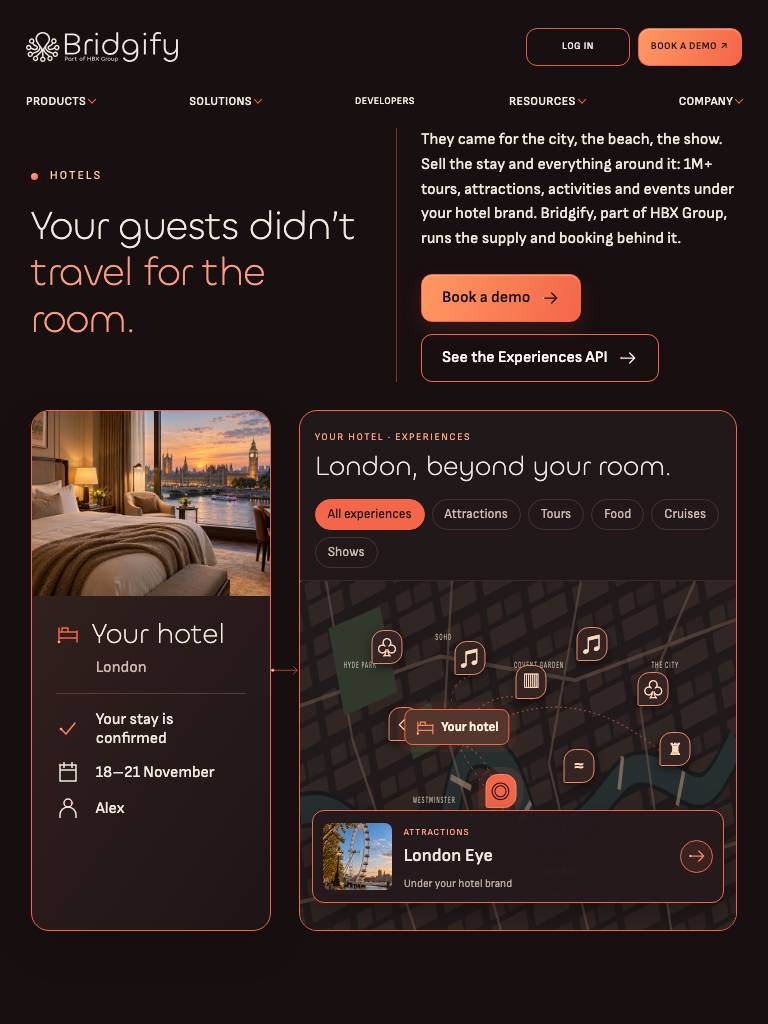 Bridgify
Part of HBX Group
LOG IN
BOOK A DEMO ↗
PRODUCTS
SOLUTIONS
DEVELOPERS
RESOURCES
COMPANY
HOTELS
Your guests didn't
travel for the
room.
They came for the city, the beach, the show.
Sell the stay and everything around it: 1M+
tours, attractions, activities and events under
your hotel brand. Bridgify, part of HBX Group,
runs the supply and booking behind it.
Book a demo →
See the Experiences API →
Your hotel
London
Your stay is
confirmed
18–21 November
Alex
YOUR HOTEL · EXPERIENCES
London, beyond your room.
All experiences
Attractions
Tours
Food
Cruises
Shows
SOHO
HYDE PARK
COVENT GARDEN
THE CITY
Your hotel
WESTMINSTER
ATTRACTIONS
London Eye
Under your hotel brand